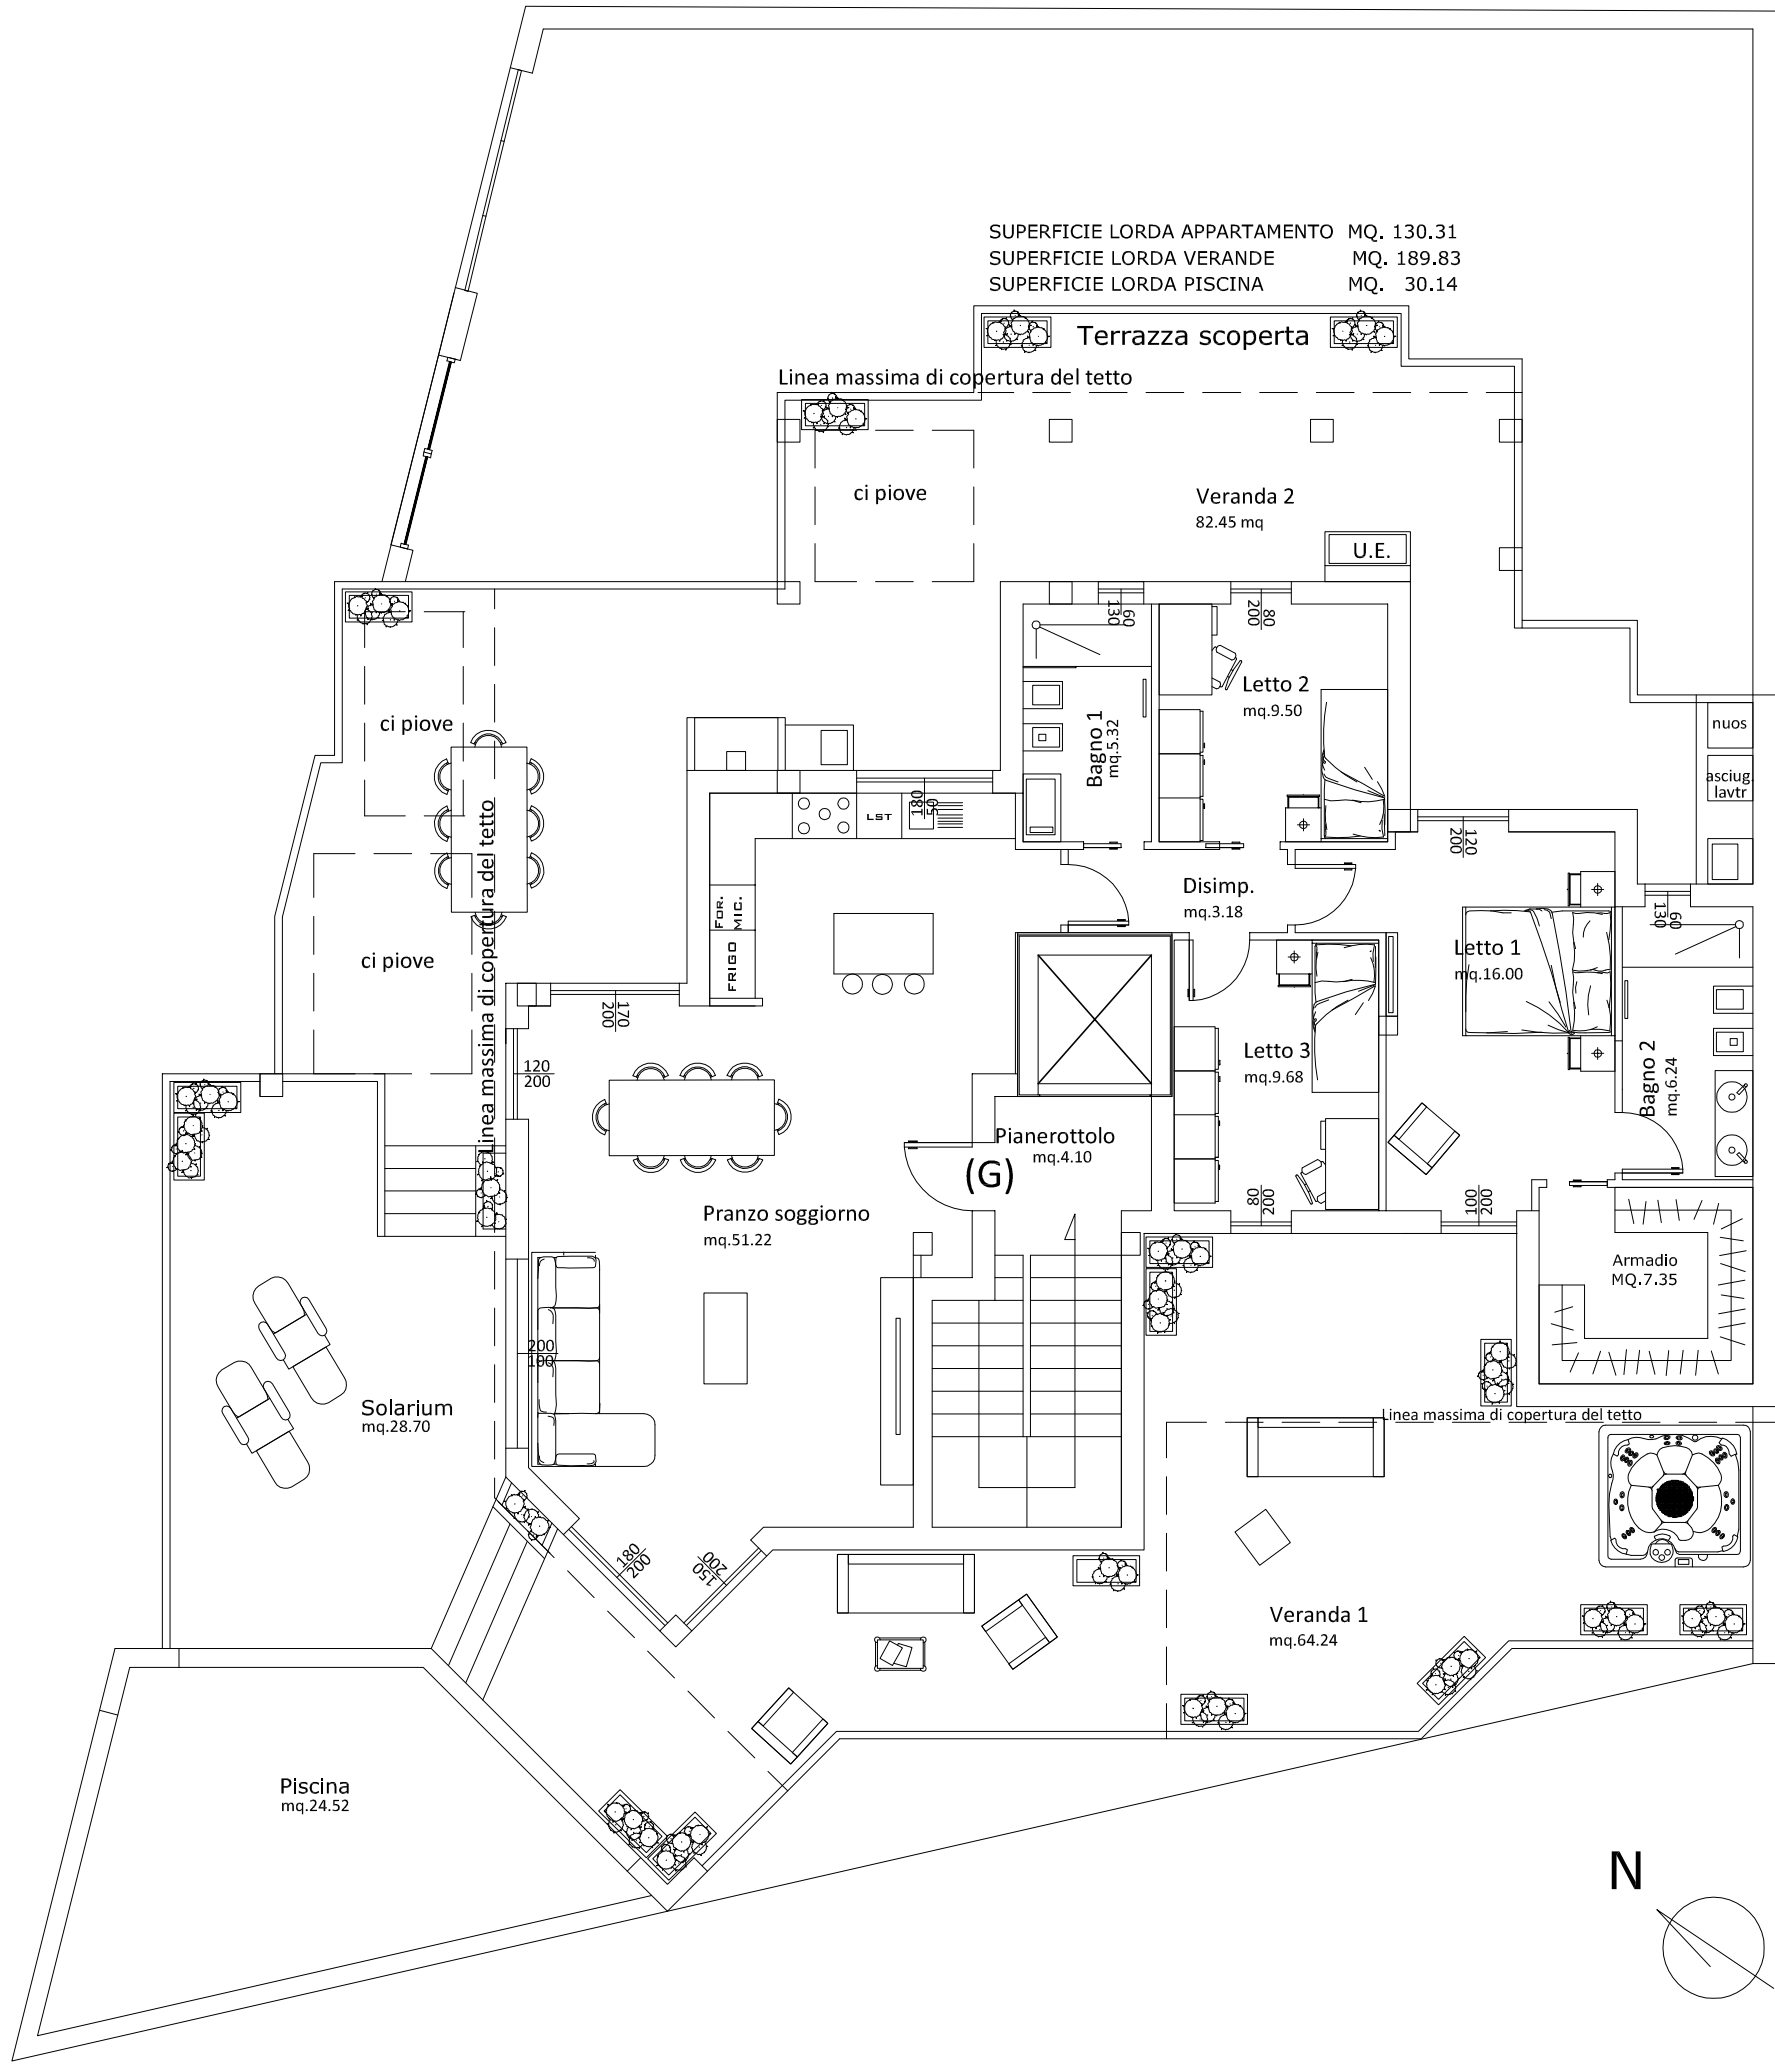 SUPERFICIE LORDA APPARTAMENTO MQ. 130.31
SUPERFICIE LORDA VERANDE MQ. 189.83
SUPERFICIE LORDA PISCINA MQ. 30.14
Terrazza scoperta
Linea massima di copertura del tetto
ci piove
Veranda 2
82.45 mq
U.E.
60
130
80
200
Letto 2
mq.9.50
Bagno 1
mq.5.32
ci piove
nuos
asciug.
lavtr
180
50
LST
120
200
Linea massima di copertura del tetto
Disimp.
mq.3.18
FOR.
MIC.
FRIGO
60
130
ci piove
Letto 1
mq.16.00
170
200
120
200
Letto 3
mq.9.68
Bagno 2
mq.6.24
Pianerottolo
mq.4.10
(G)
Pranzo soggiorno
mq.51.22
80
200
100
200
Armadio
MQ.7.35
200
100
Solarium
mq.28.70
Linea massima di copertura del tetto
180
200
150
200
Veranda 1
mq.64.24
Piscina
mq.24.52
N